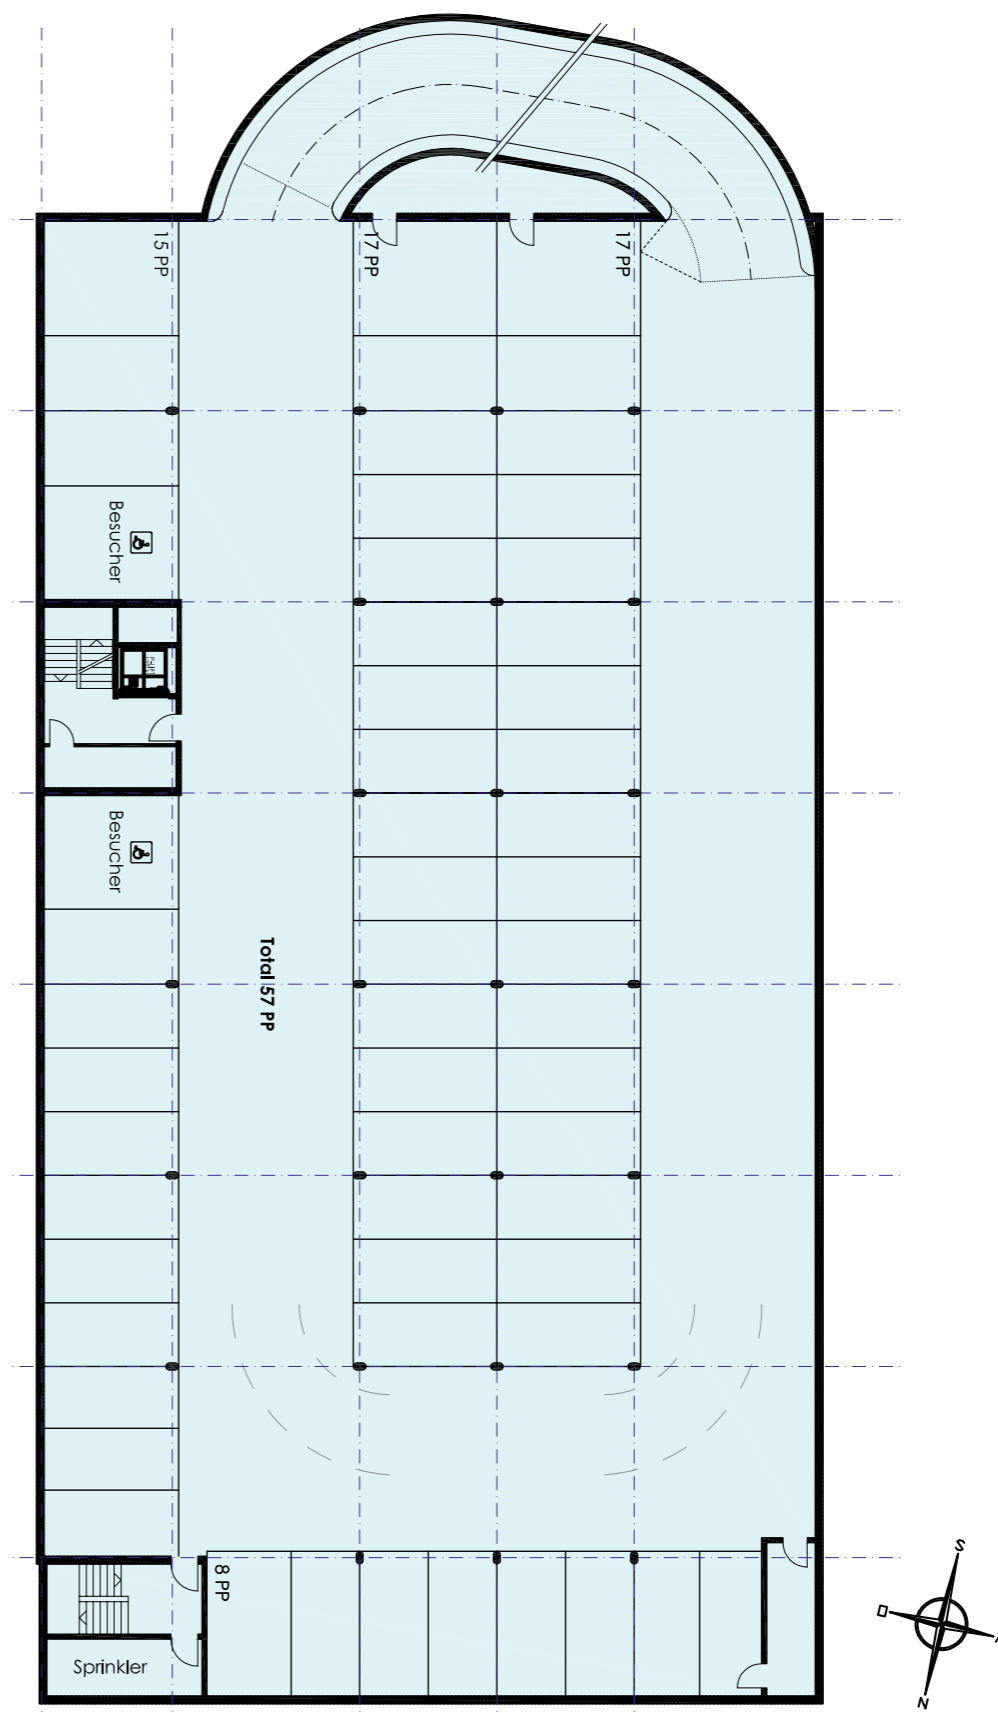 15 PP
17 PP
17 PP
Besucher
Besucher
Total 57 PP
8 PP
Sprinkler
S
O
N